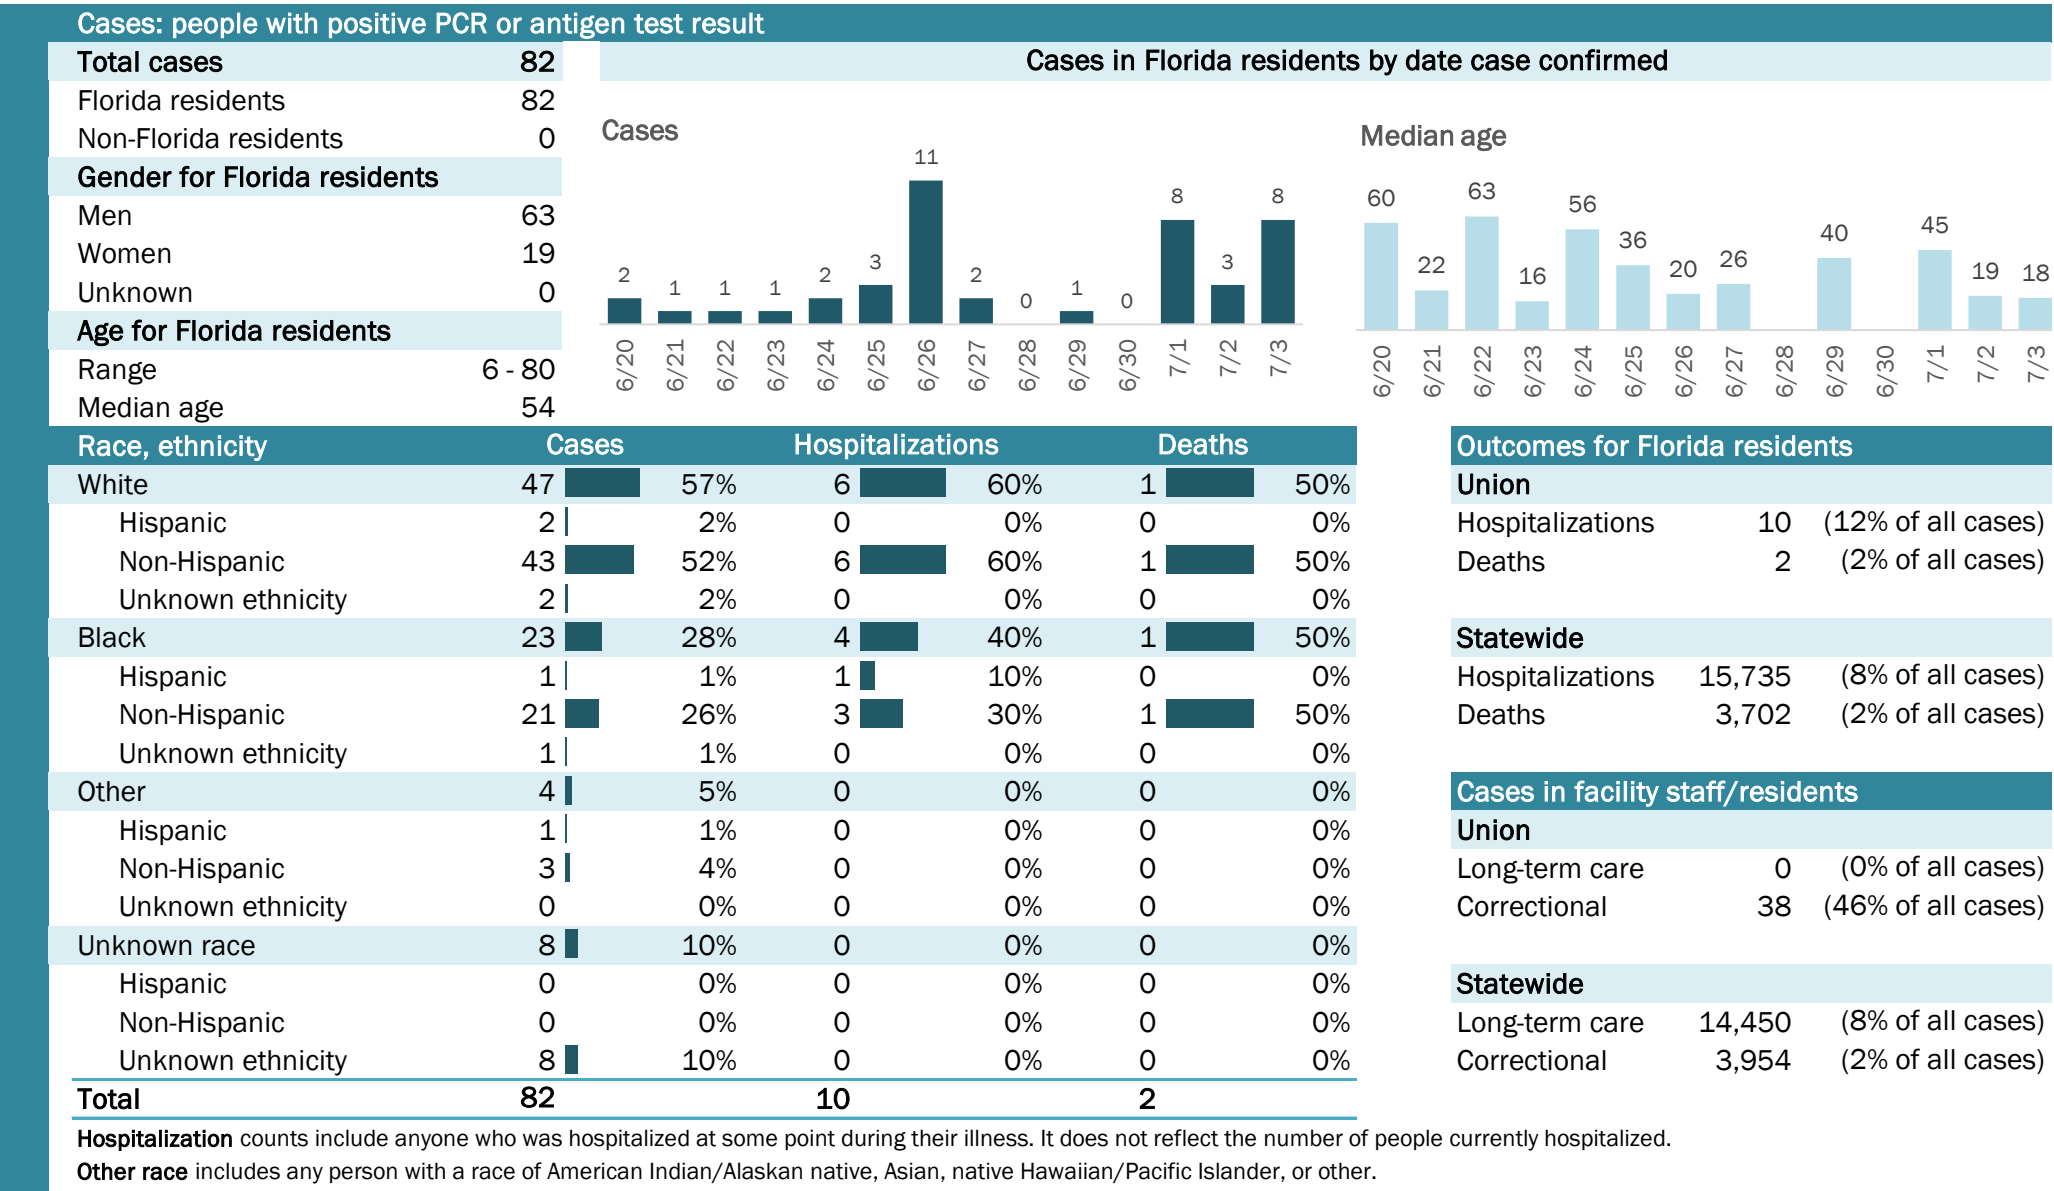 Cases: people with positive PCR or antigen test result
Total cases 82
Florida residents 82
Non-Florida residents 0
Gender for Florida residents
Men 63
Women 19
Unknown 0
Age for Florida residents
Range 6 - 80
Median age 54
Cases in Florida residents by date case confirmed
Cases
2 1 1 1 2 3 11 2 0 1 0 8 3 8
6/20 6/21 6/22 6/23 6/24 6/25 6/26 6/27 6/28 6/29 6/30 7/1 7/2 7/3
Median age
60 22 63 16 56 36 20 26 40 45 19 18
6/20 6/21 6/22 6/23 6/24 6/25 6/26 6/27 6/28 6/29 6/30 7/1 7/2 7/3
Race, ethnicity Cases Hospitalizations Deaths
White 47 57% 6 60% 1 50%
Hispanic 2 2% 0 0% 0 0%
Non-Hispanic 43 52% 6 60% 1 50%
Unknown ethnicity 2 2% 0 0% 0 0%
Black 23 28% 4 40% 1 50%
Hispanic 1 1% 1 10% 0 0%
Non-Hispanic 21 26% 3 30% 1 50%
Unknown ethnicity 1 1% 0 0% 0 0%
Other 4 5% 0 0% 0 0%
Hispanic 1 1% 0 0% 0 0%
Non-Hispanic 3 4% 0 0% 0 0%
Unknown ethnicity 0 0% 0 0% 0 0%
Unknown race 8 10% 0 0% 0 0%
Hispanic 0 0% 0 0% 0 0%
Non-Hispanic 0 0% 0 0% 0 0%
Unknown ethnicity 8 10% 0 0% 0 0%
Total 82 10 2
Outcomes for Florida residents
Union
Hospitalizations 10 (12% of all cases)
Deaths 2 (2% of all cases)
Statewide
Hospitalizations 15,735 (8% of all cases)
Deaths 3,702 (2% of all cases)
Cases in facility staff/residents
Union
Long-term care 0 (0% of all cases)
Correctional 38 (46% of all cases)
Statewide
Long-term care 14,450 (8% of all cases)
Correctional 3,954 (2% of all cases)
Hospitalization counts include anyone who was hospitalized at some point during their illness. It does not reflect the number of people currently hospitalized.
Other race includes any person with a race of American Indian/Alaskan native, Asian, native Hawaiian/Pacific Islander, or other.